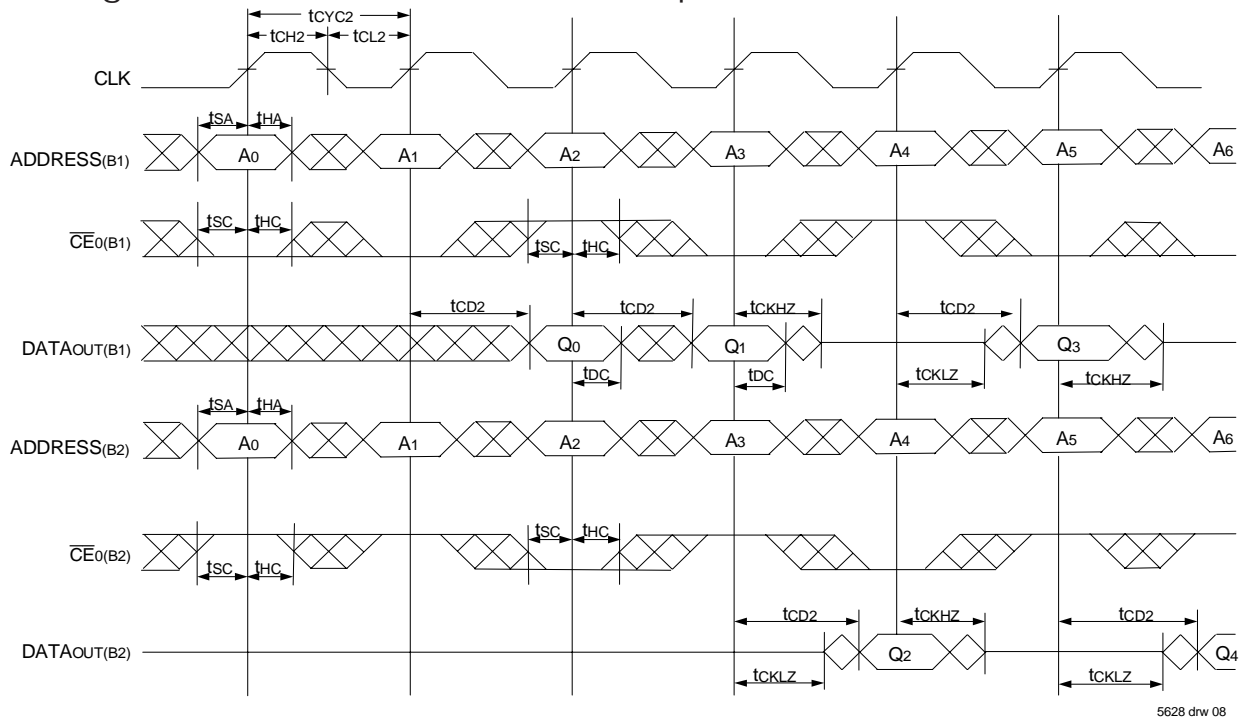 tCYC2
tCH2 tCL2
CLK
tSA tHA
ADDRESS(B1) A0 A1 A2 A3 A4 A5 A6
tSC tHC
CE0(B1)
tSC tHC
tCD2 tCD2 tCKHZ tCD2
DATAOUT(B1) Q0 Q1 Q3
tDC tDC tCKLZ tCKHZ
tSA tHA
ADDRESS(B2) A0 A1 A2 A3 A4 A5 A6
tSC tHC
CE0(B2)
tSC tHC
tCD2 tCKHZ tCD2
DATAOUT(B2) Q2 Q4
tCKLZ tCKLZ
5628 drw 08